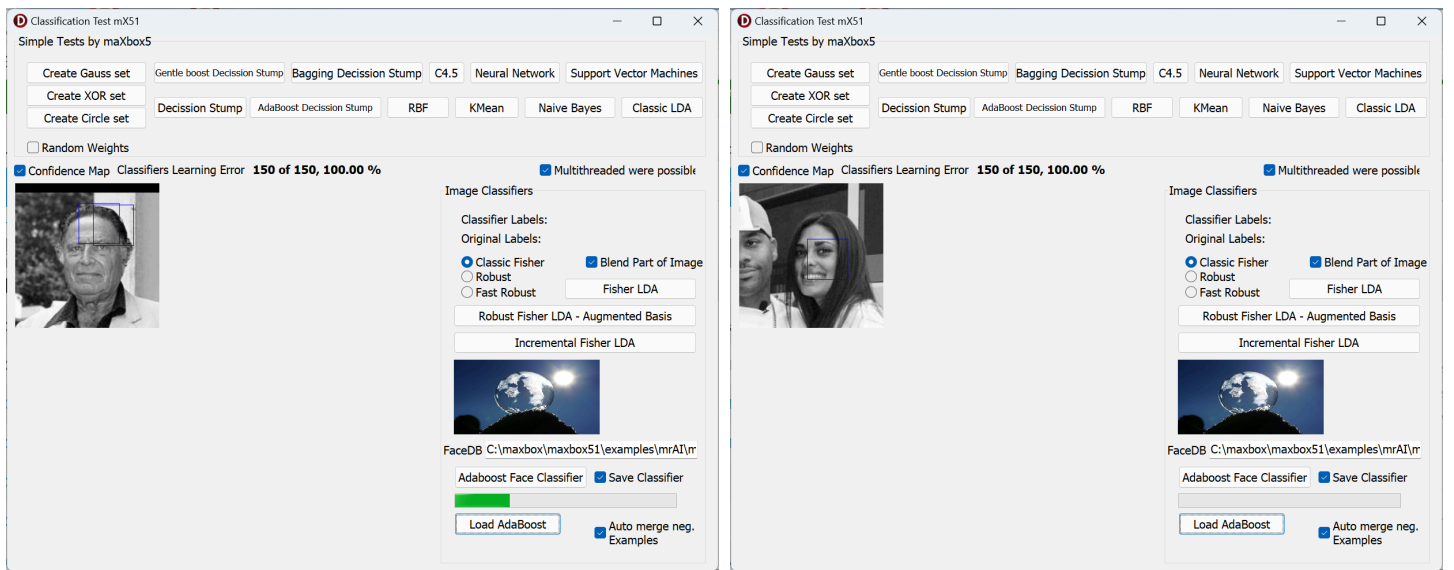 Classification Test mX51
Simple Tests by maXbox5
Create Gauss set
Gentle boost Decission Stump
Bagging Decission Stump
C4.5
Neural Network
Support Vector Machines
Create XOR set
Decission Stump
AdaBoost Decission Stump
RBF
KMean
Naive Bayes
Classic LDA
Create Circle set
Random Weights
Confidence Map
Classifiers Learning Error
150 of 150, 100.00 %
Multithreaded were possible
Image Classifiers
Classifier Labels:
Original Labels:
Classic Fisher
Blend Part of Image
Robust
Fast Robust
Fisher LDA
Robust Fisher LDA - Augmented Basis
Incremental Fisher LDA
FaceDB
C:\maxbox\maxbox51\examples\mrAI\m
Adaboost Face Classifier
Save Classifier
Load AdaBoost
Auto merge neg.
Examples
Classification Test mX51
Simple Tests by maXbox5
Create Gauss set
Gentle boost Decission Stump
Bagging Decission Stump
C4.5
Neural Network
Support Vector Machines
Create XOR set
Decission Stump
AdaBoost Decission Stump
RBF
KMean
Naive Bayes
Classic LDA
Create Circle set
Random Weights
Confidence Map
Classifiers Learning Error
150 of 150, 100.00 %
Multithreaded were possible
Image Classifiers
Classifier Labels:
Original Labels:
Classic Fisher
Blend Part of Image
Robust
Fast Robust
Fisher LDA
Robust Fisher LDA - Augmented Basis
Incremental Fisher LDA
FaceDB
C:\maxbox\maxbox51\examples\mrAI\m
Adaboost Face Classifier
Save Classifier
Load AdaBoost
Auto merge neg.
Examples